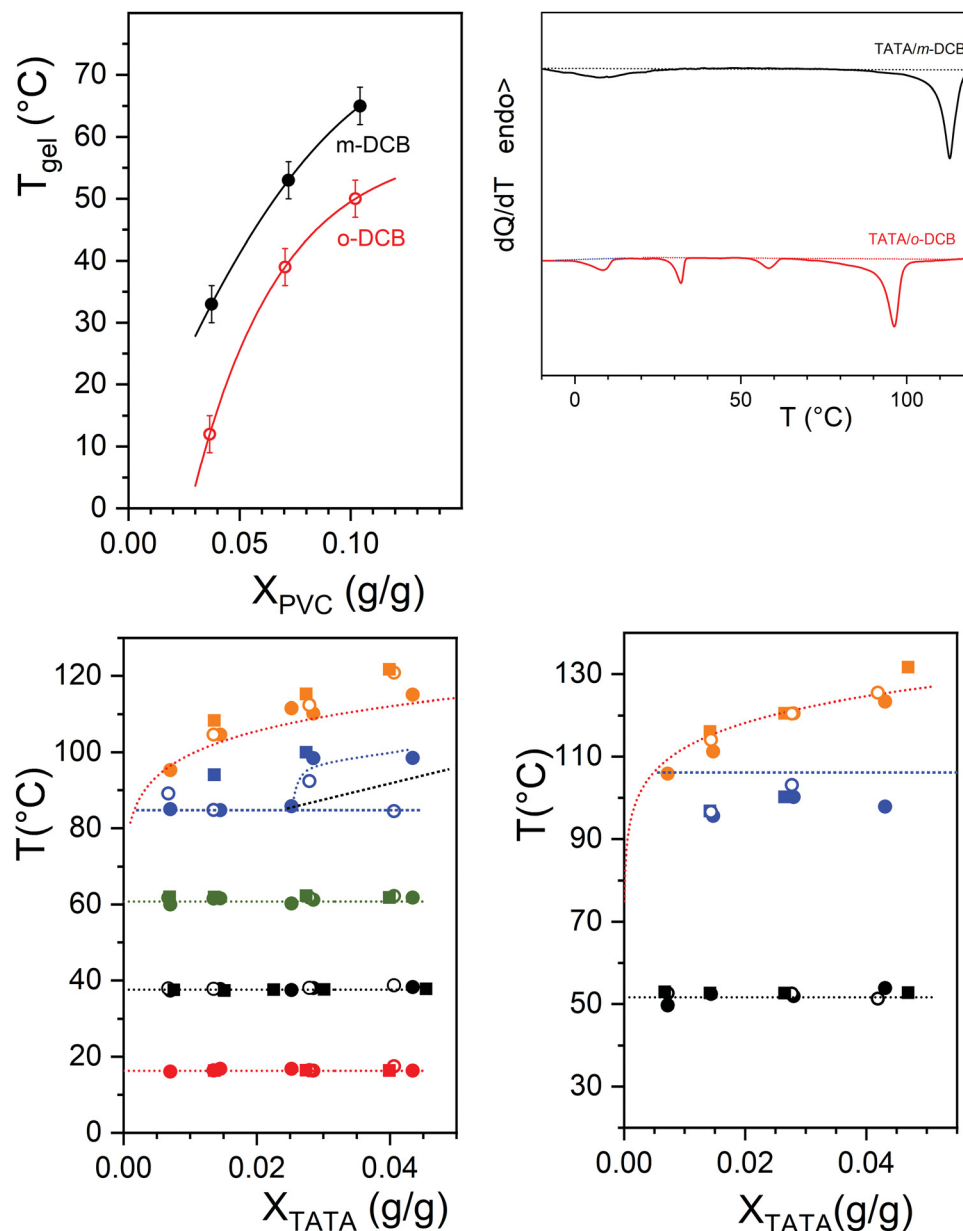 70
60
50
40
30
20
10
0
T_gel (°C)
m-DCB
o-DCB
0.00 0.05 0.10
X_PVC (g/g)
dQ/dT endo>
TATA/m-DCB
TATA/o-DCB
0 50 100
T (°C)
120
100
80
60
40
20
0
T(°C)
0.00 0.02 0.04
X_TATA (g/g)
130
110
90
70
50
30
T(°C)
0.00 0.02 0.04
X_TATA(g/g)